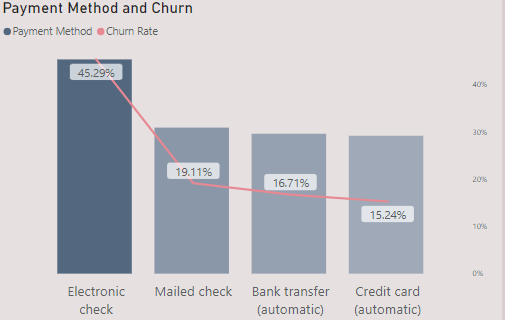 Payment Method and Churn
Payment Method Churn Rate
45.29%
40%
30%
19.11%
16.71%
20%
15.24%
10%
0%
Electronic check
Mailed check
Bank transfer (automatic)
Credit card (automatic)